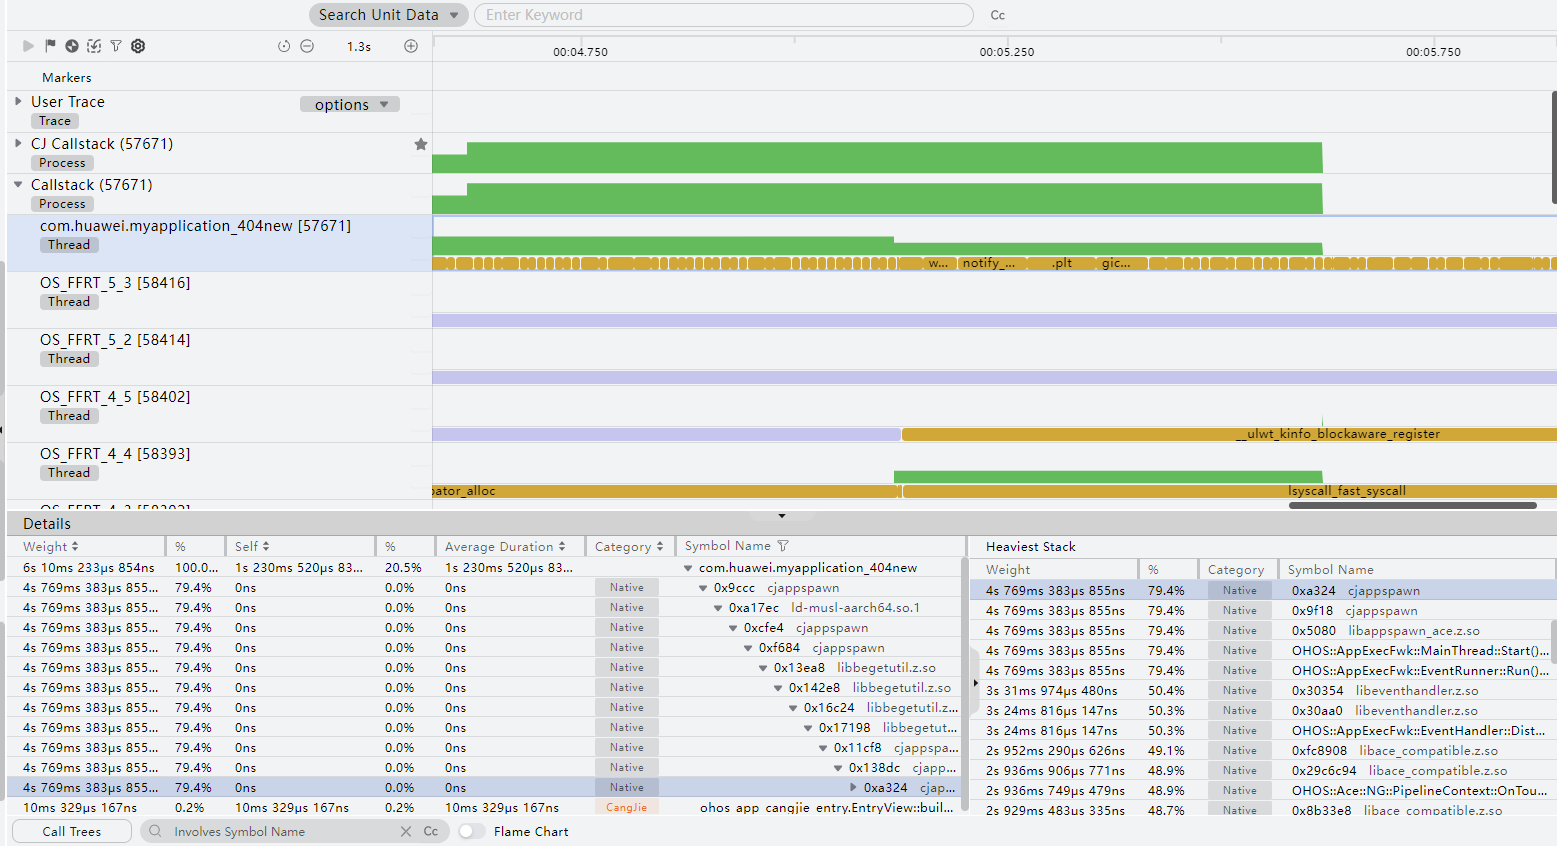 Search Unit Data Enter Keyword Cc
1.3s 00:04.750 00:05.250 00:05.750
Markers
User Trace options
Trace
CJ Callstack (57671)
Process
Callstack (57671)
Process
com.huawei.myapplication_404new [57671]
Thread
w... notify_... .plt gic...
OS_FFRT_5_3 [58416]
Thread
OS_FFRT_5_2 [58414]
Thread
OS_FFRT_4_5 [58402]
Thread
__ulwt_kinfo_blockaware_register
OS_FFRT_4_4 [58393]
Thread
ator_alloc lsyscall_fast_syscall
Details
Weight % Self % Average Duration Category Symbol Name
6s 10ms 233μs 854ns 100.0... 1s 230ms 520μs 83... 20.5% 1s 230ms 520μs 83... com.huawei.myapplication_404new
4s 769ms 383μs 855... 79.4% 0ns 0.0% 0ns Native 0x9ccc cjappspawn
4s 769ms 383μs 855... 79.4% 0ns 0.0% 0ns Native 0xa17ec ld-musl-aarch64.so.1
4s 769ms 383μs 855... 79.4% 0ns 0.0% 0ns Native 0xcfe4 cjappspawn
4s 769ms 383μs 855... 79.4% 0ns 0.0% 0ns Native 0xf684 cjappspawn
4s 769ms 383μs 855... 79.4% 0ns 0.0% 0ns Native 0x13ea8 libbegetutil.z.so
4s 769ms 383μs 855... 79.4% 0ns 0.0% 0ns Native 0x142e8 libbegetutil.z.so
4s 769ms 383μs 855... 79.4% 0ns 0.0% 0ns Native 0x16c24 libbegetutil.z...
4s 769ms 383μs 855... 79.4% 0ns 0.0% 0ns Native 0x17198 libbegetut...
4s 769ms 383μs 855... 79.4% 0ns 0.0% 0ns Native 0x11cf8 cjappspa...
4s 769ms 383μs 855... 79.4% 0ns 0.0% 0ns Native 0x138dc cjapp...
4s 769ms 383μs 855... 79.4% 0ns 0.0% 0ns Native 0xa324 cjap...
10ms 329μs 167ns 0.2% 10ms 329μs 167ns 0.2% 10ms 329μs 167ns CangJie ohos_app_cangjie_entry.EntryView::buil...
Heaviest Stack
Weight % Category Symbol Name
4s 769ms 383μs 855ns 79.4% Native 0xa324 cjappspawn
4s 769ms 383μs 855ns 79.4% Native 0x9f18 cjappspawn
4s 769ms 383μs 855ns 79.4% Native 0x5080 libappspawn_ace.z.so
4s 769ms 383μs 855ns 79.4% Native OHOS::AppExecFwk::MainThread::Start()...
4s 769ms 383μs 855ns 79.4% Native OHOS::AppExecFwk::EventRunner::Run()...
3s 31ms 974μs 480ns 50.4% Native 0x30354 libeventhandler.z.so
3s 24ms 816μs 147ns 50.3% Native 0x30aa0 libeventhandler.z.so
3s 24ms 816μs 147ns 50.3% Native OHOS::AppExecFwk::EventHandler::Dist...
2s 952ms 290μs 626ns 49.1% Native 0xfc8908 libace_compatible.z.so
2s 936ms 906μs 771ns 48.9% Native 0x29c6c94 libace_compatible.z.so
2s 936ms 749μs 479ns 48.9% Native OHOS::Ace::NG::PipelineContext::OnTou...
2s 929ms 483μs 335ns 48.7% Native 0x8b33e8 libace_compatible.z.so
Call Trees Involves Symbol Name Cc Flame Chart